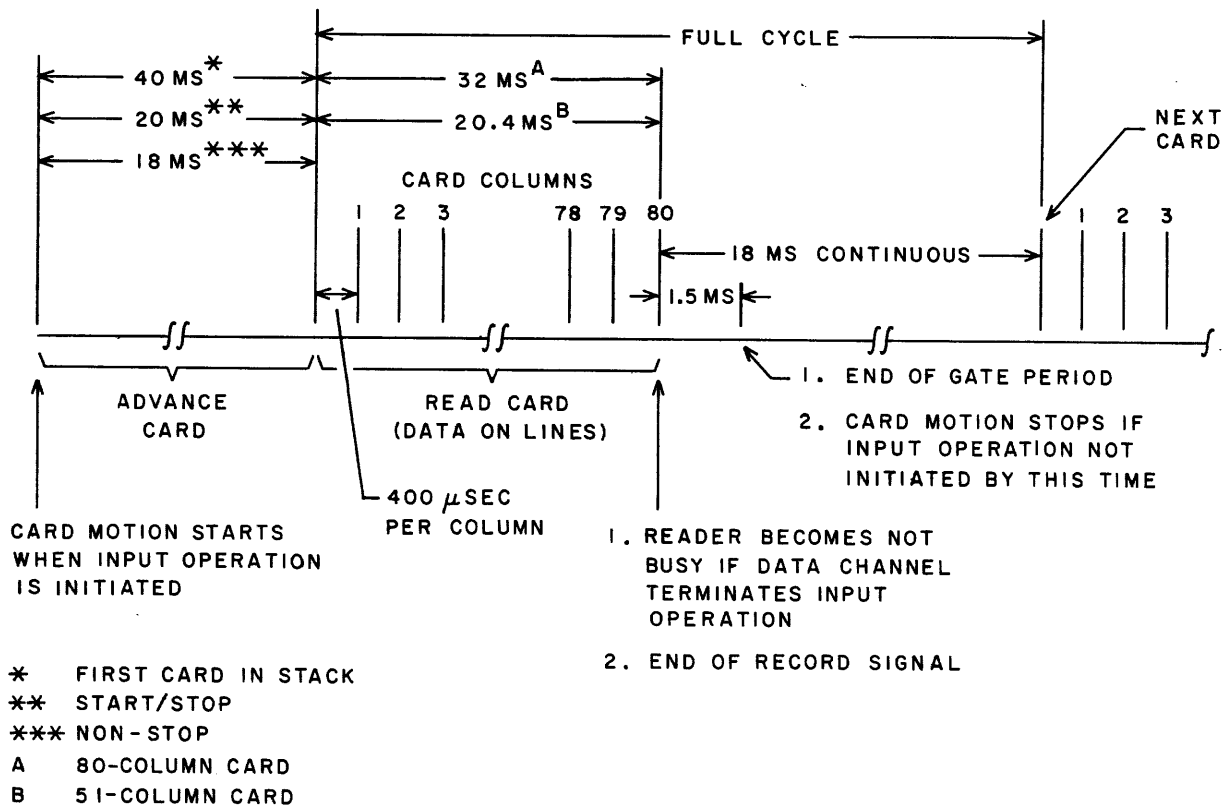 FULL CYCLE
40 MS*
32 MS^A
20 MS**
20.4 MS^B
18 MS***
NEXT
CARD
CARD COLUMNS
1 2 3 78 79 80
1 2 3
18 MS CONTINUOUS
1.5 MS
ADVANCE
CARD
READ CARD
(DATA ON LINES)
1. END OF GATE PERIOD
2. CARD MOTION STOPS IF
INPUT OPERATION NOT
INITIATED BY THIS TIME
400 μSEC
PER COLUMN
CARD MOTION STARTS
WHEN INPUT OPERATION
IS INITIATED
1. READER BECOMES NOT
BUSY IF DATA CHANNEL
TERMINATES INPUT
OPERATION
2. END OF RECORD SIGNAL
* FIRST CARD IN STACK
** START/STOP
*** NON-STOP
A 80-COLUMN CARD
B 51-COLUMN CARD